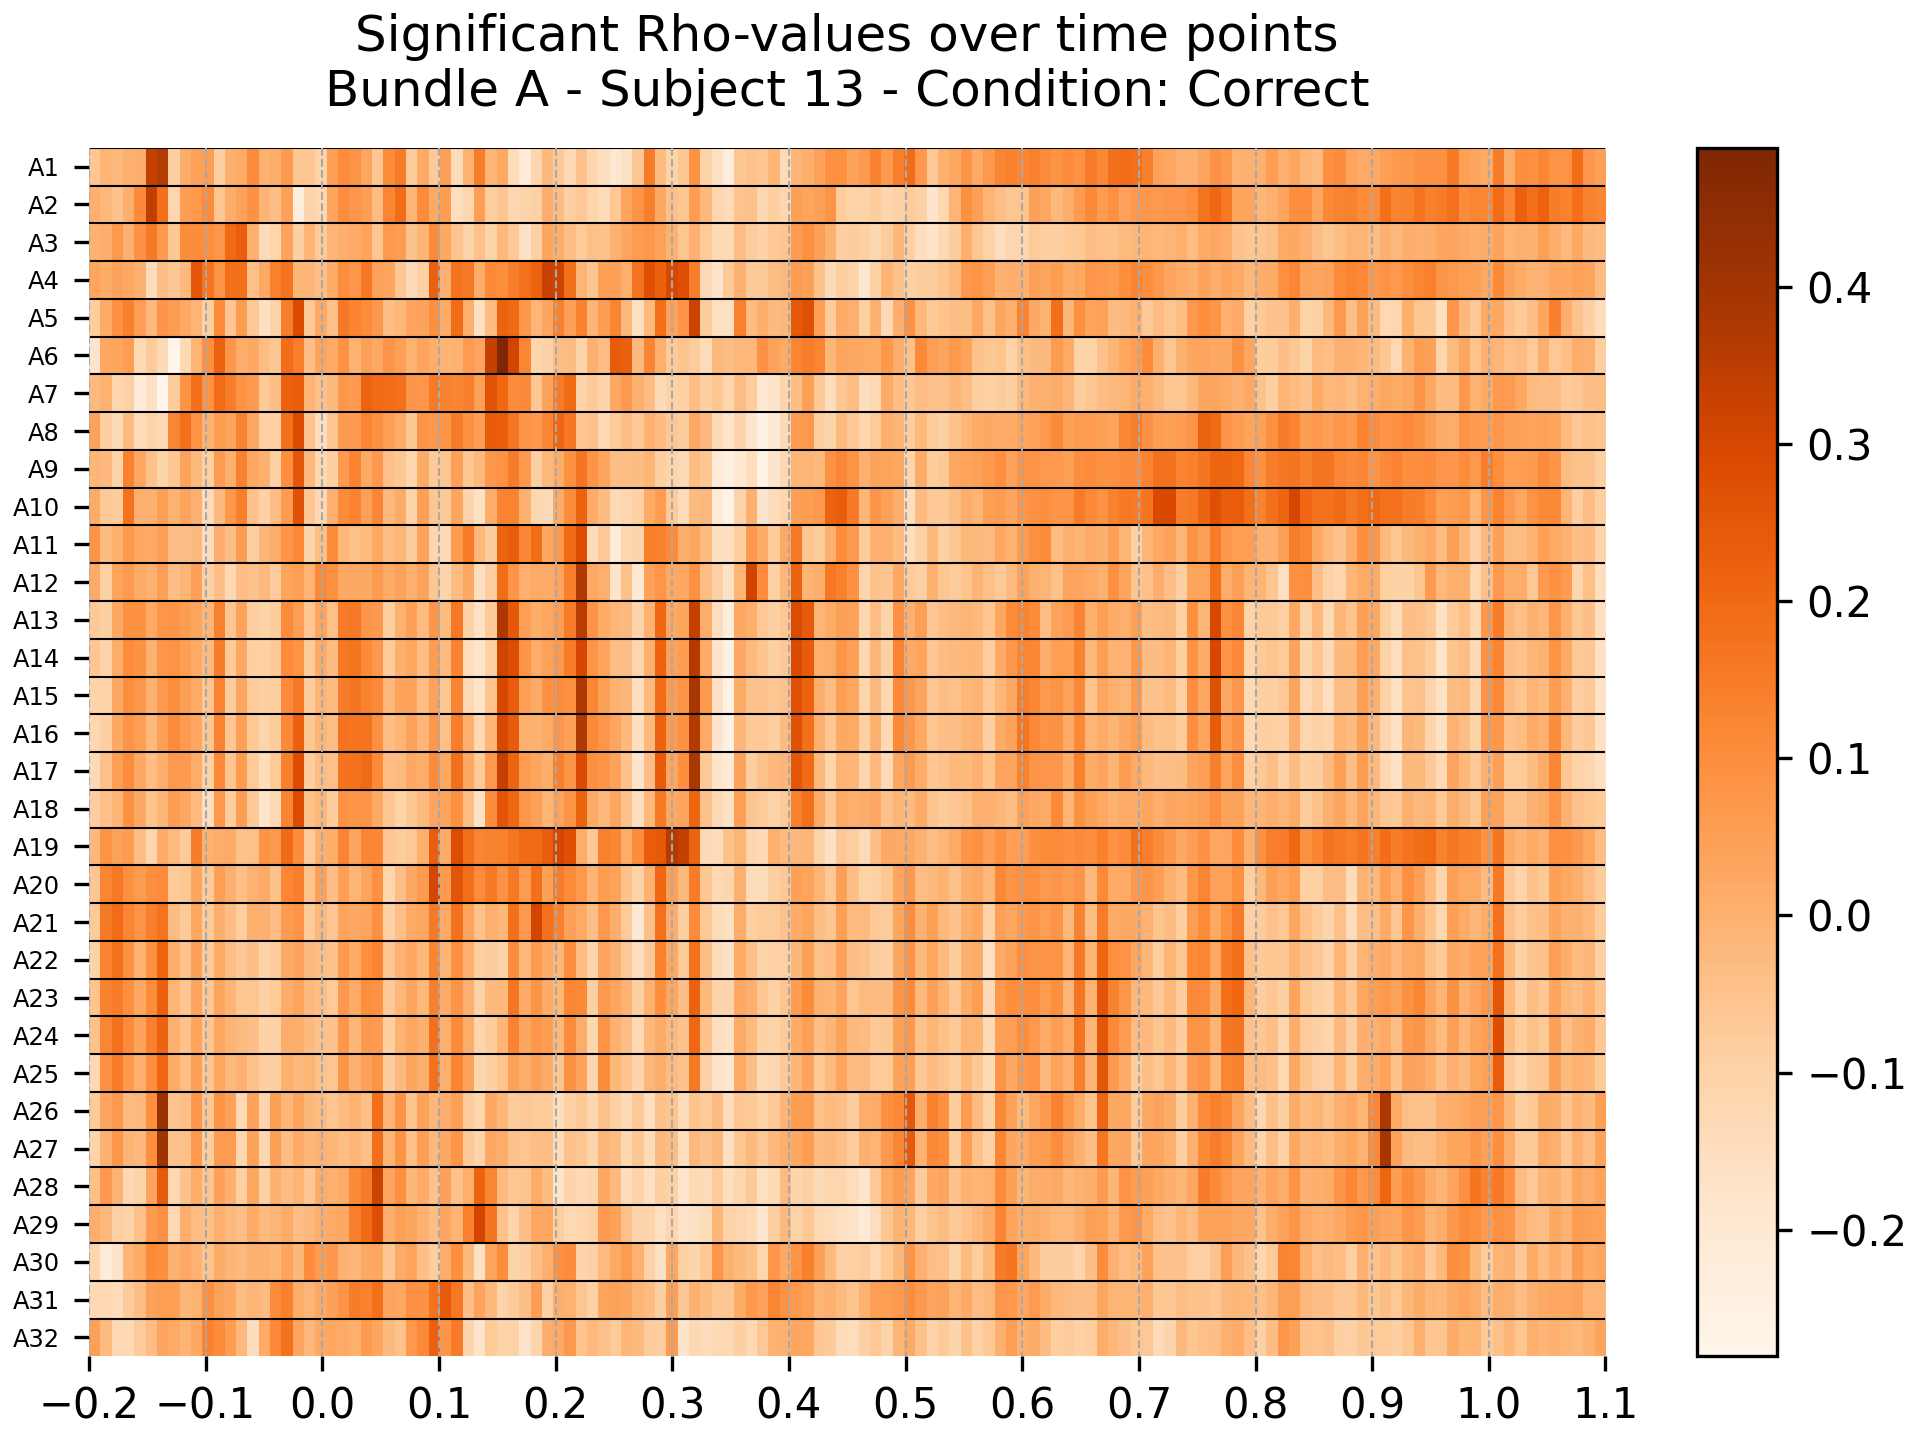 Significant Rho-values over time points
Bundle A - Subject 13 - Condition: Correct
A1
A2
A3
A4
A5
A6
A7
A8
A9
A10
A11
A12
A13
A14
A15
A16
A17
A18
A19
A20
A21
A22
A23
A24
A25
A26
A27
A28
A29
A30
A31
A32
−0.2 −0.1 0.0 0.1 0.2 0.3 0.4 0.5 0.6 0.7 0.8 0.9 1.0 1.1
0.4
0.3
0.2
0.1
0.0
−0.1
−0.2